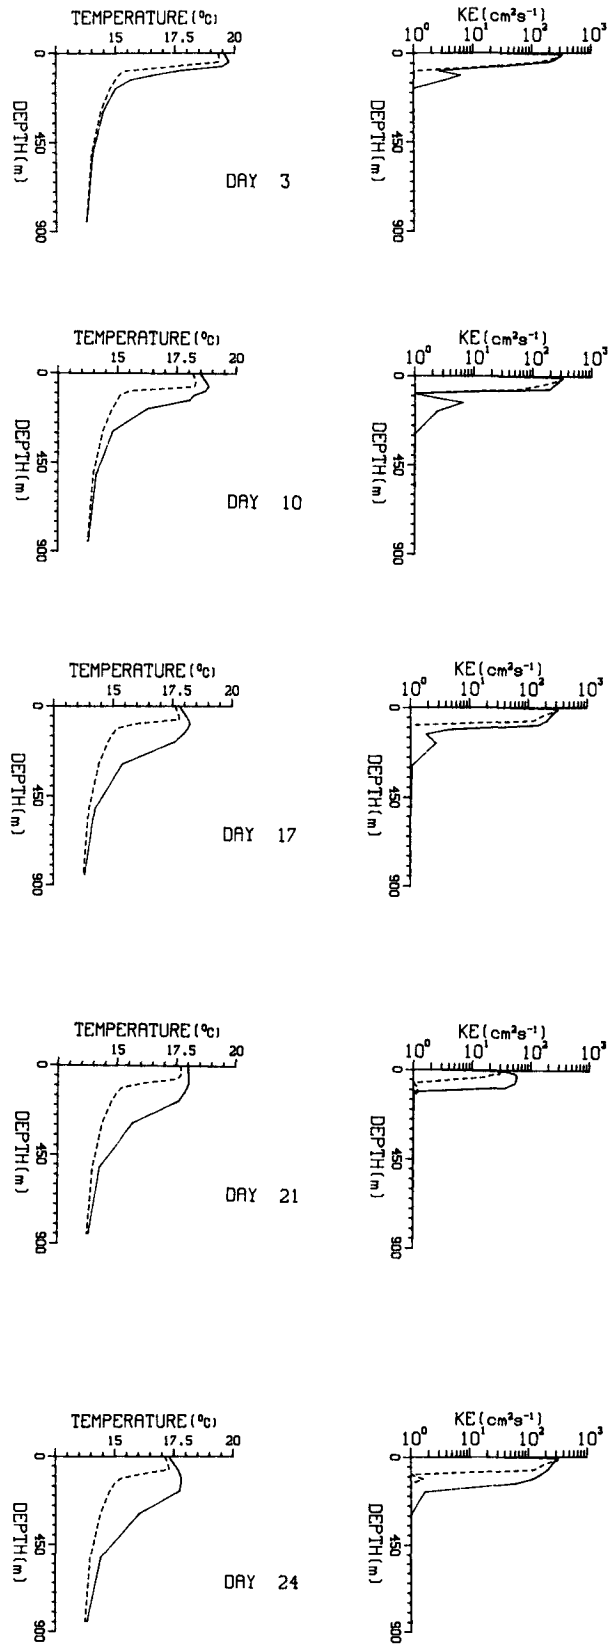 TEMPERATURE(⁰C)
15 17.5 20
0
450
900
DEPTH(m)
KE(cm²s⁻¹)
10⁰ 10¹ 10² 10³
0
450
900
DEPTH(m)
DAY 3
TEMPERATURE(⁰C)
15 17.5 20
0
450
900
DEPTH(m)
KE(cm²s⁻¹)
10⁰ 10¹ 10² 10³
0
450
900
DEPTH(m)
DAY 10
TEMPERATURE(⁰C)
15 17.5 20
0
450
900
DEPTH(m)
KE(cm²s⁻¹)
10⁰ 10¹ 10² 10³
0
450
900
DEPTH(m)
DAY 17
TEMPERATURE(⁰C)
15 17.5 20
0
450
900
DEPTH(m)
KE(cm²s⁻¹)
10⁰ 10¹ 10² 10³
0
450
900
DEPTH(m)
DAY 21
TEMPERATURE(⁰C)
15 17.5 20
0
450
900
DEPTH(m)
KE(cm²s⁻¹)
10⁰ 10¹ 10² 10³
0
450
900
DEPTH(m)
DAY 24